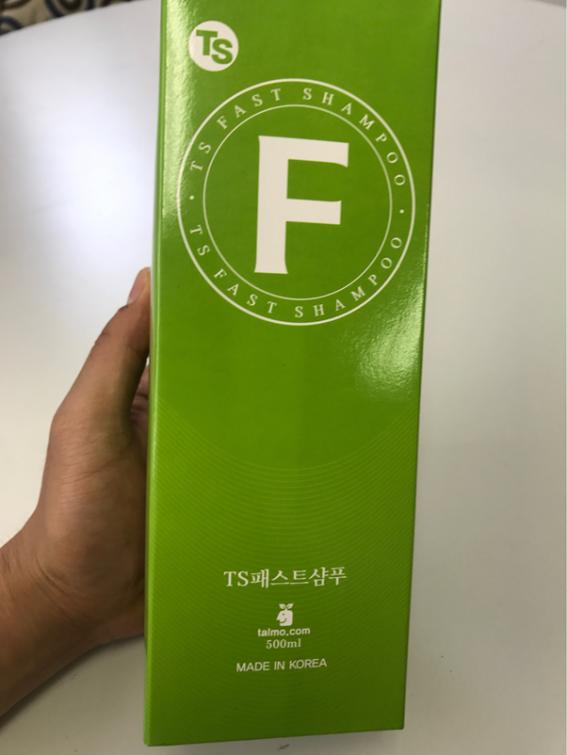 TS
TS FAST SHAMPOO
F
TS FAST SHAMPOO
TS패스트샴푸
talmo.com
500ml
MADE IN KOREA